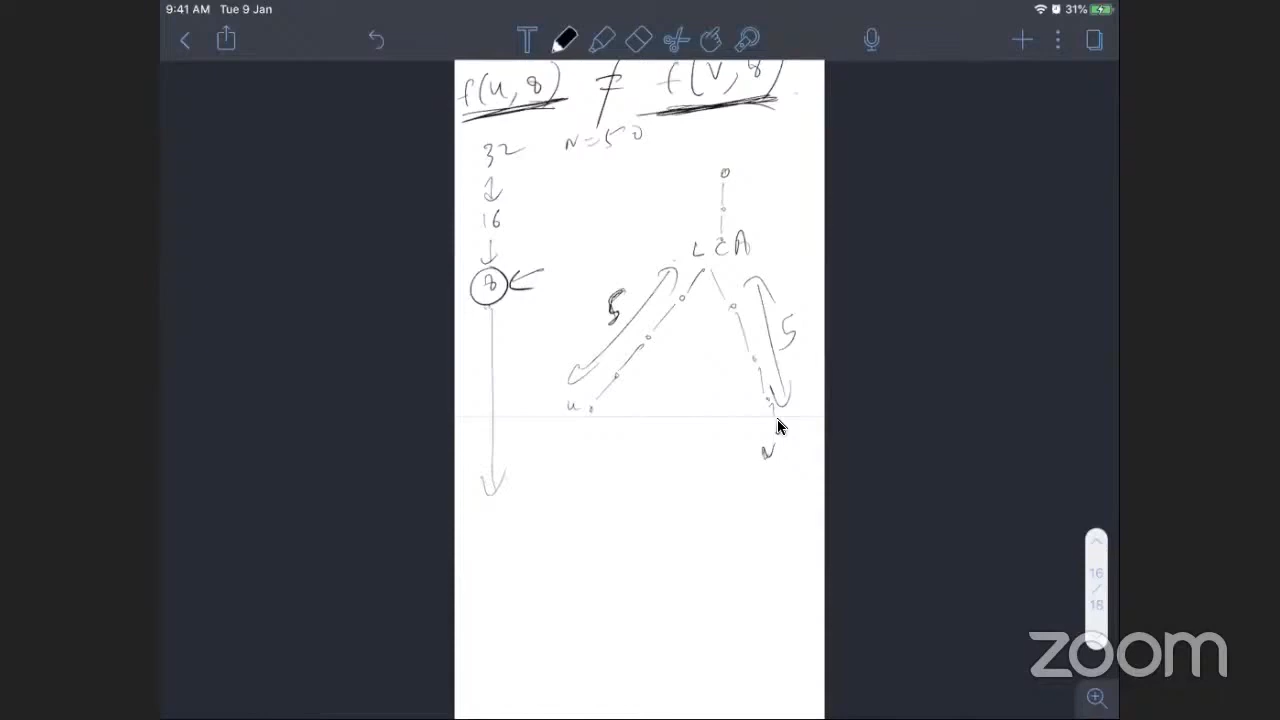 9:41 AM Tue 9 Jan
31%
T
f(u, 8) ≠ f(v, 8)
32
N=50
16
8
LCA
5
5
u
v
16
/
18
zoom